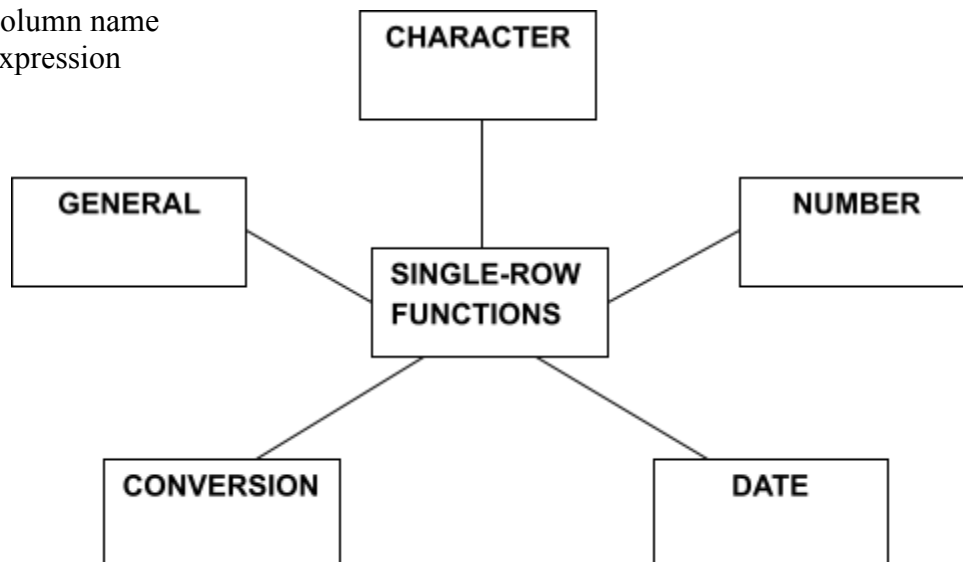 olumn name
xpression
CHARACTER
GENERAL
NUMBER
SINGLE-ROW
FUNCTIONS
CONVERSION
DATE